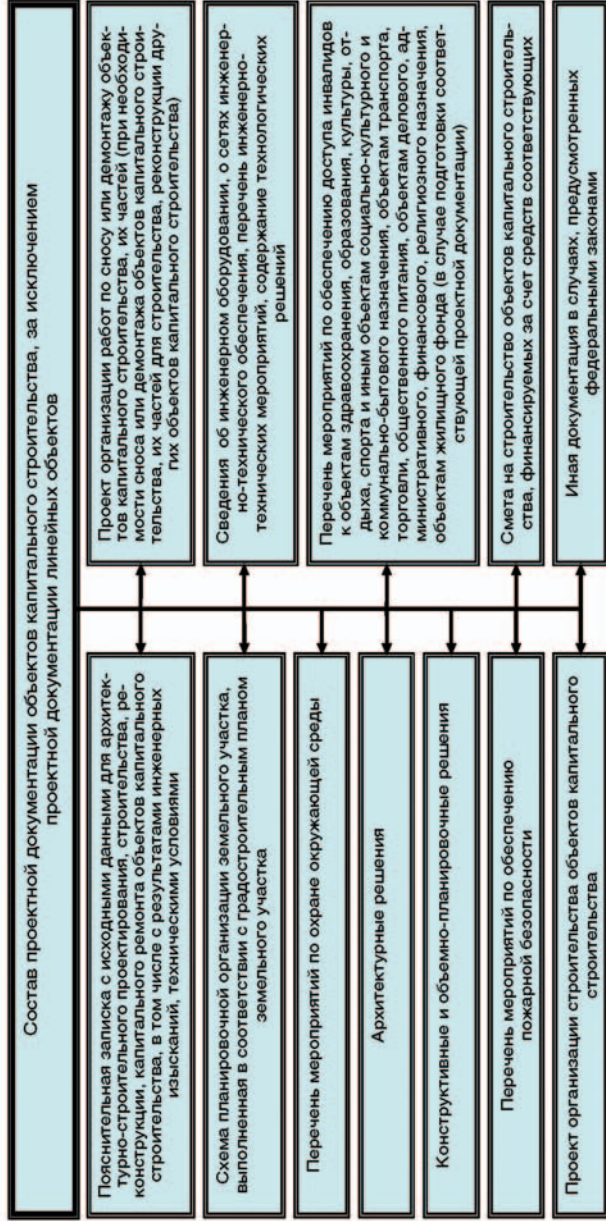 Состав проектной документации объектов капитального строительства, за исключением
проектной документации линейных объектов
Пояснительная записка с исходными данными для архитек-
турно-строительного проектирования, строительства, ре-
конструкции, капитального ремонта объектов капитального
строительства, в том числе с результатами инженерных
изысканий, техническими условиями
Схема планировочной организации земельного участка,
выполненная в соответствии с градостроительным планом
земельного участка
Перечень мероприятий по охране окружающей среды
Архитектурные решения
Конструктивные и объемно-планировочные решения
Перечень мероприятий по обеспечению
пожарной безопасности
Проект организации строительства объектов капитального
строительства
Проект организации работ по сносу или демонтажу объек-
тов капитального строительства, их частей (при необходи-
мости сноса или демонтажа объектов капитального строи-
тельства, их частей для строительства, реконструкции дру-
гих объектов капитального строительства)
Сведения об инженерном оборудовании, о сетях инженер-
но-технического обеспечения, перечень инженерно-
технических мероприятий, содержание технологических
решений
Перечень мероприятий по обеспечению доступа инвалидов
к объектам здравоохранения, образования, культуры, от-
дыха, спорта и иным объектам социально-культурного и
коммунально-бытового назначения, объектам транспорта,
торговли, общественного питания, объектам делового, ад-
министративного, финансового, религиозного назначения,
объектам жилищного фонда (в случае подготовки соответ-
ствующей проектной документации)
Смета на строительство объектов капитального строитель-
ства, финансируемых за счет средств соответствующих
Иная документация в случаях, предусмотренных
федеральными законами